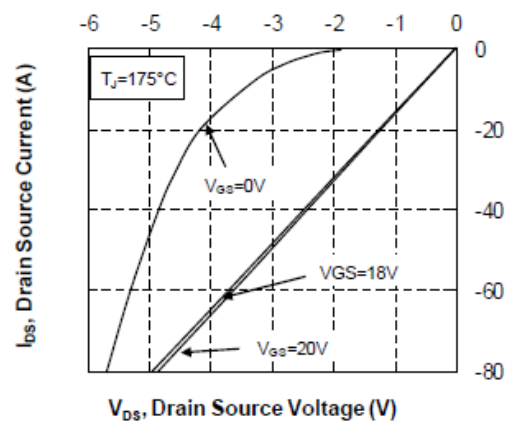 -6 -5 -4 -3 -2 -1 0
0
TJ=175°C
-20
VGS=0V
-40
VGS=18V
-60
VGS=20V
-80
IDS, Drain Source Current (A)
VDS, Drain Source Voltage (V)